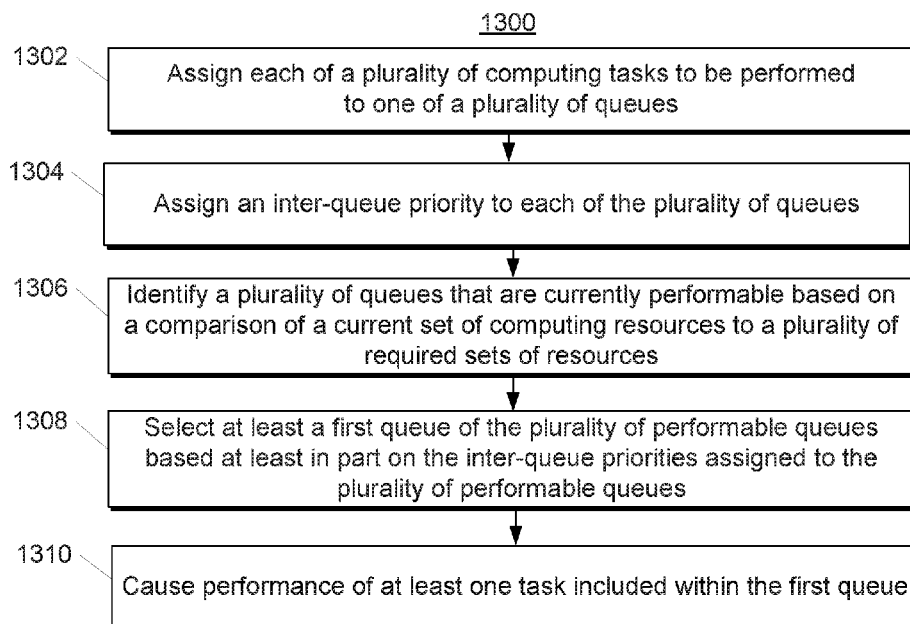 1300
1302
Assign each of a plurality of computing tasks to be performed
to one of a plurality of queues
1304
Assign an inter-queue priority to each of the plurality of queues
1306
Identify a plurality of queues that are currently performable based on
a comparison of a current set of computing resources to a plurality of
required sets of resources
1308
Select at least a first queue of the plurality of performable queues
based at least in part on the inter-queue priorities assigned to the
plurality of performable queues
1310
Cause performance of at least one task included within the first queue